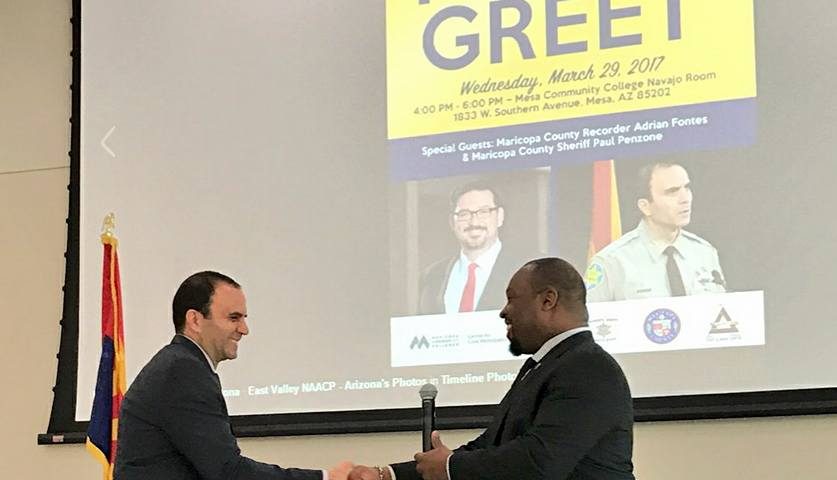 GREET
Wednesday, March 29, 2017
4:00 PM - 6:00 PM – Mesa Community College Navajo Room
1833 W. Southern Avenue, Mesa, AZ 85202
Special Guests: Maricopa County Recorder Adrian Fontes
& Maricopa County Sheriff Paul Penzone
East Valley NAACP - Arizona's Photos in Timeline Photo